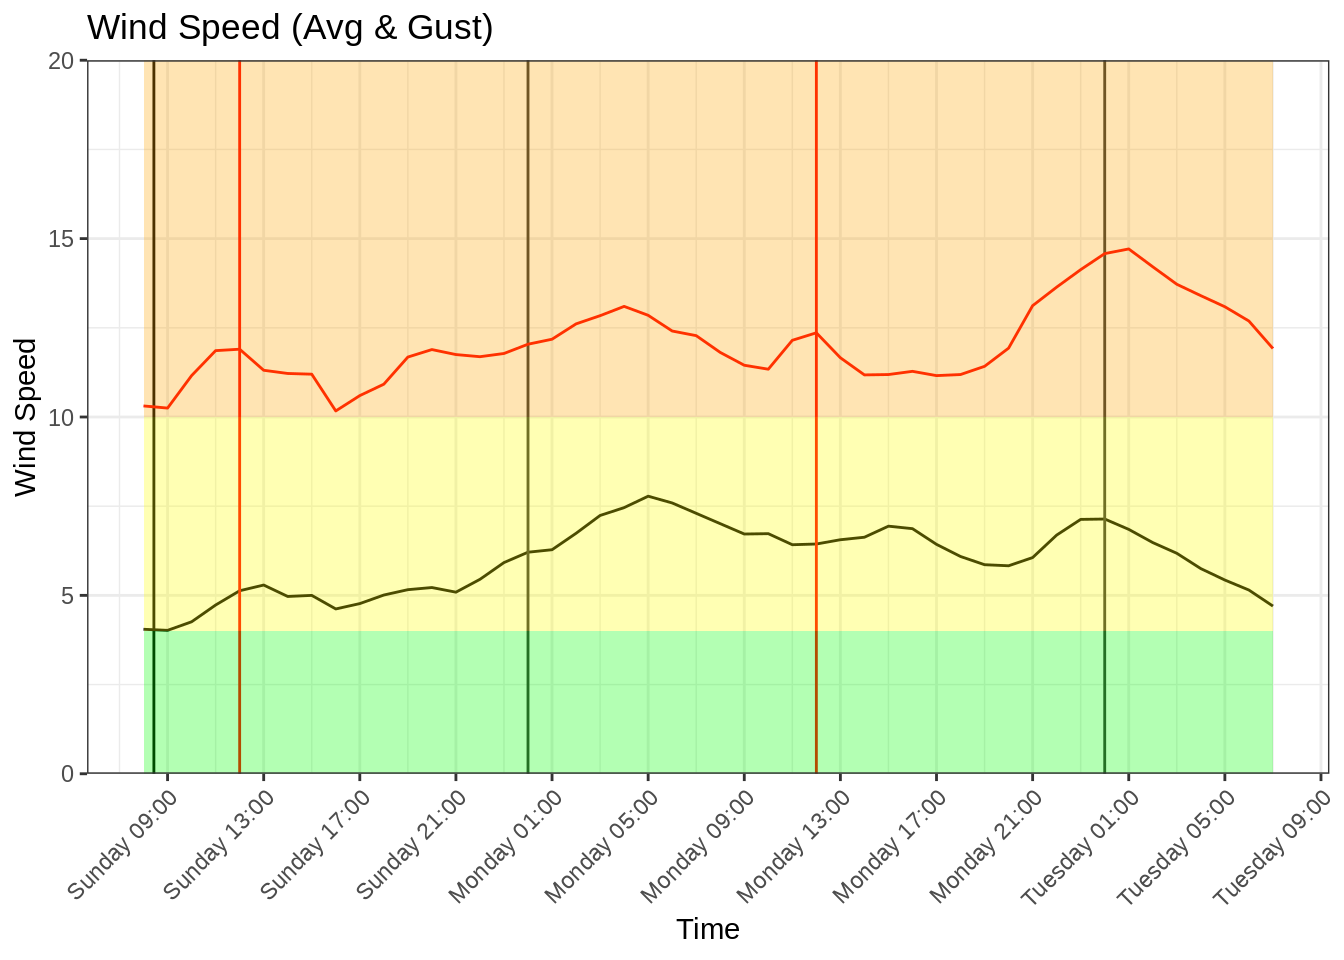 Wind Speed (Avg & Gust)
20
15
10
5
0
Wind Speed
Sunday 09:00
Sunday 13:00
Sunday 17:00
Sunday 21:00
Monday 01:00
Monday 05:00
Monday 09:00
Monday 13:00
Monday 17:00
Monday 21:00
Tuesday 01:00
Tuesday 05:00
Tuesday 09:00
Time